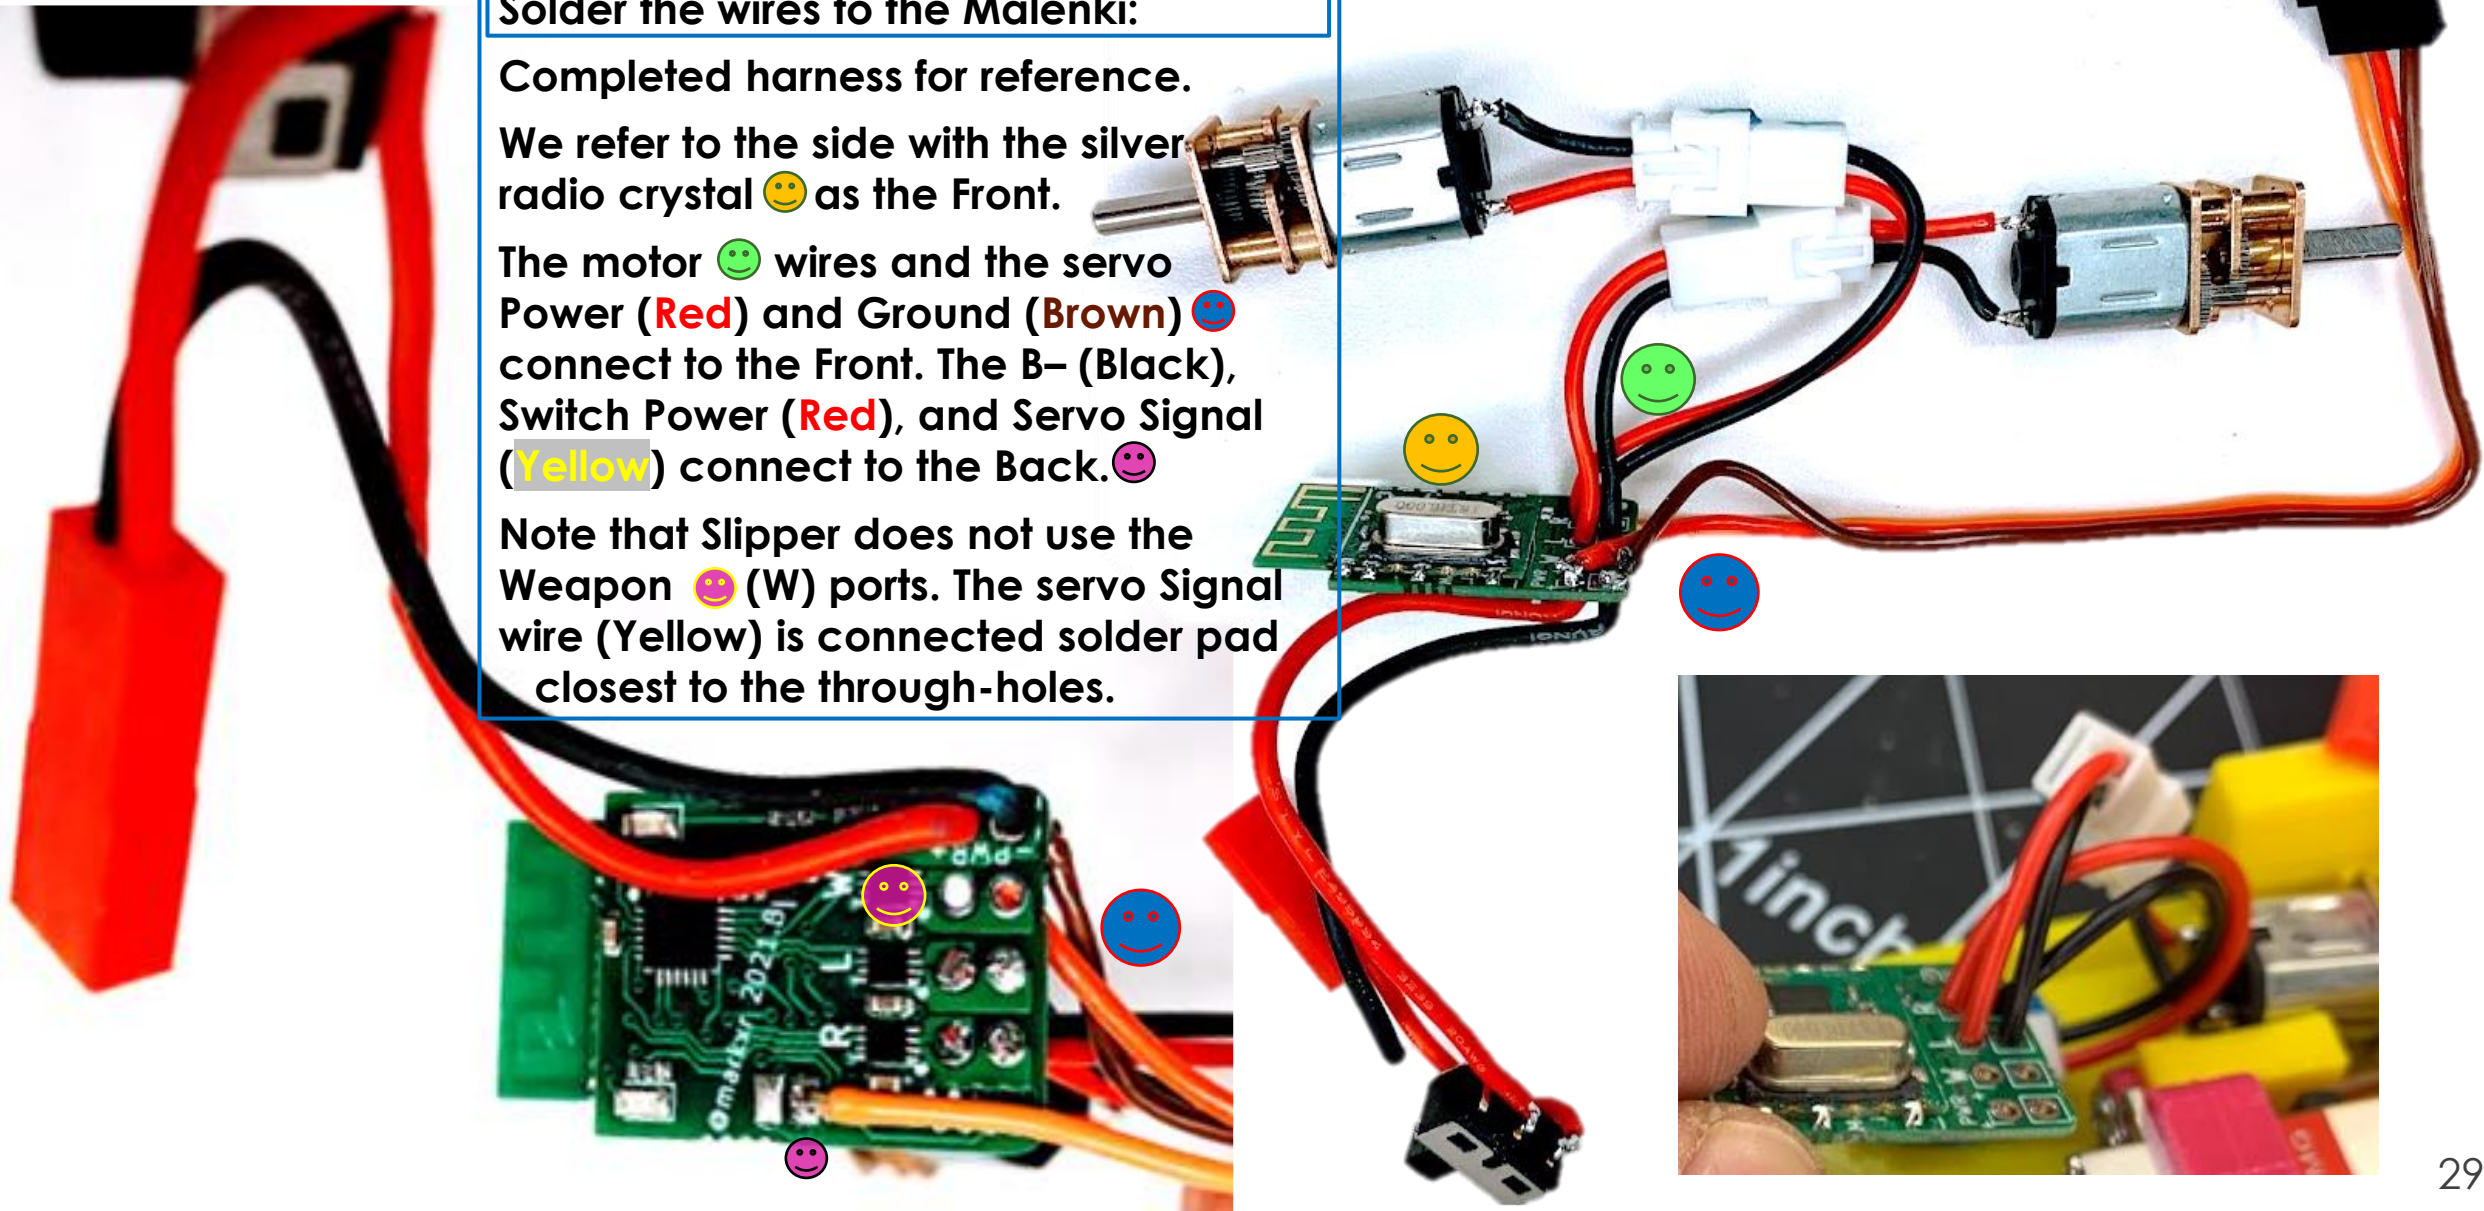 Solder the wires to the Malenki:
Completed harness for reference.
We refer to the side with the silver
radio crystal as the Front.
The motor wires and the servo
Power (Red) and Ground (Brown)
connect to the Front. The B– (Black),
Switch Power (Red), and Servo Signal
(Yellow) connect to the Back.
Note that Slipper does not use the
Weapon (W) ports. The servo Signal
wire (Yellow) is connected solder pad
closest to the through-holes.
- PWR +
W
L
R
2021.8
1inch
29